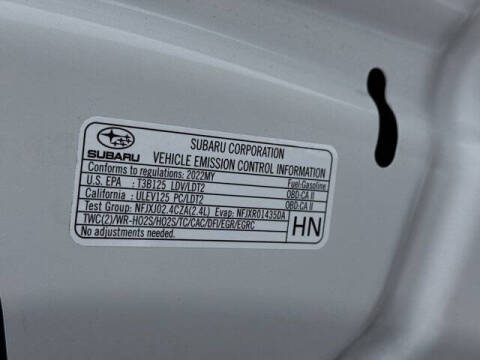 SUBARU
SUBARU CORPORATION
VEHICLE EMISSION CONTROL INFORMATION
Conforms to regulations: 2022MY Fuel:Gasoline
U.S. EPA : T3B125 LDV/LDT2 OBD:CA II
California : ULEV125 PC/LDT2 OBD:CA II
Test Group: NFJXJ02.4CZA(2.4L) Evap: NFJXR0143SDA
TWC(2)/WR-HO2S/HO2S/TC/CAC/DFI/EGR/EGRC
No adjustments needed.
HN